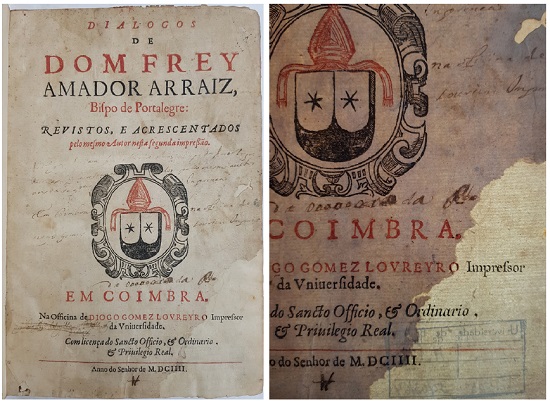 DIALOGOS
DE
DOM FREY
AMADOR ARRAIZ,
Biſpo de Portalegre:
REVISTOS, E ACRESCENTADOS
pelo meſmo Autor neſta ſegunda impreſſão.
EM COIMBRA.
Na Officina de DIOGO GOMEZ LOVREYRO Impreſſor
da Vniuerſidade.
Com licença do Sancto Officio, & Ordinario,
& Priuilegio Real.
Anno do Senhor de M. DCIIII.
COIMBRA.
GO GOMEZ LOVREYRO Impreſſor
da Vniuerſidade.
do Sancto Officio, & Ordinario.
& Priuilegio Real.
no do Senhor de M. DCIIII.